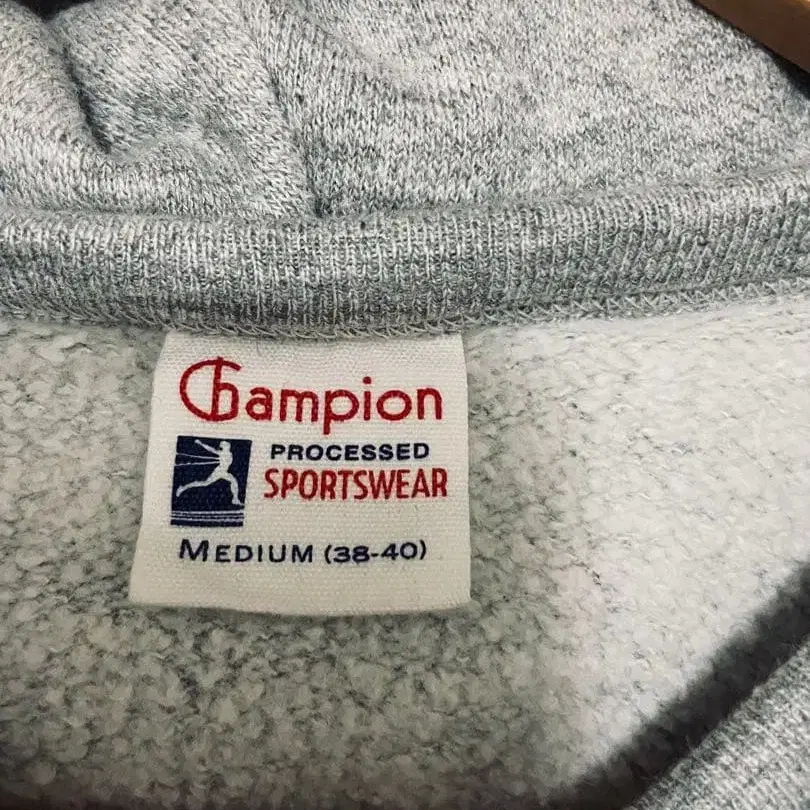 Champion
PROCESSED
SPORTSWEAR
MEDIUM (38-40)